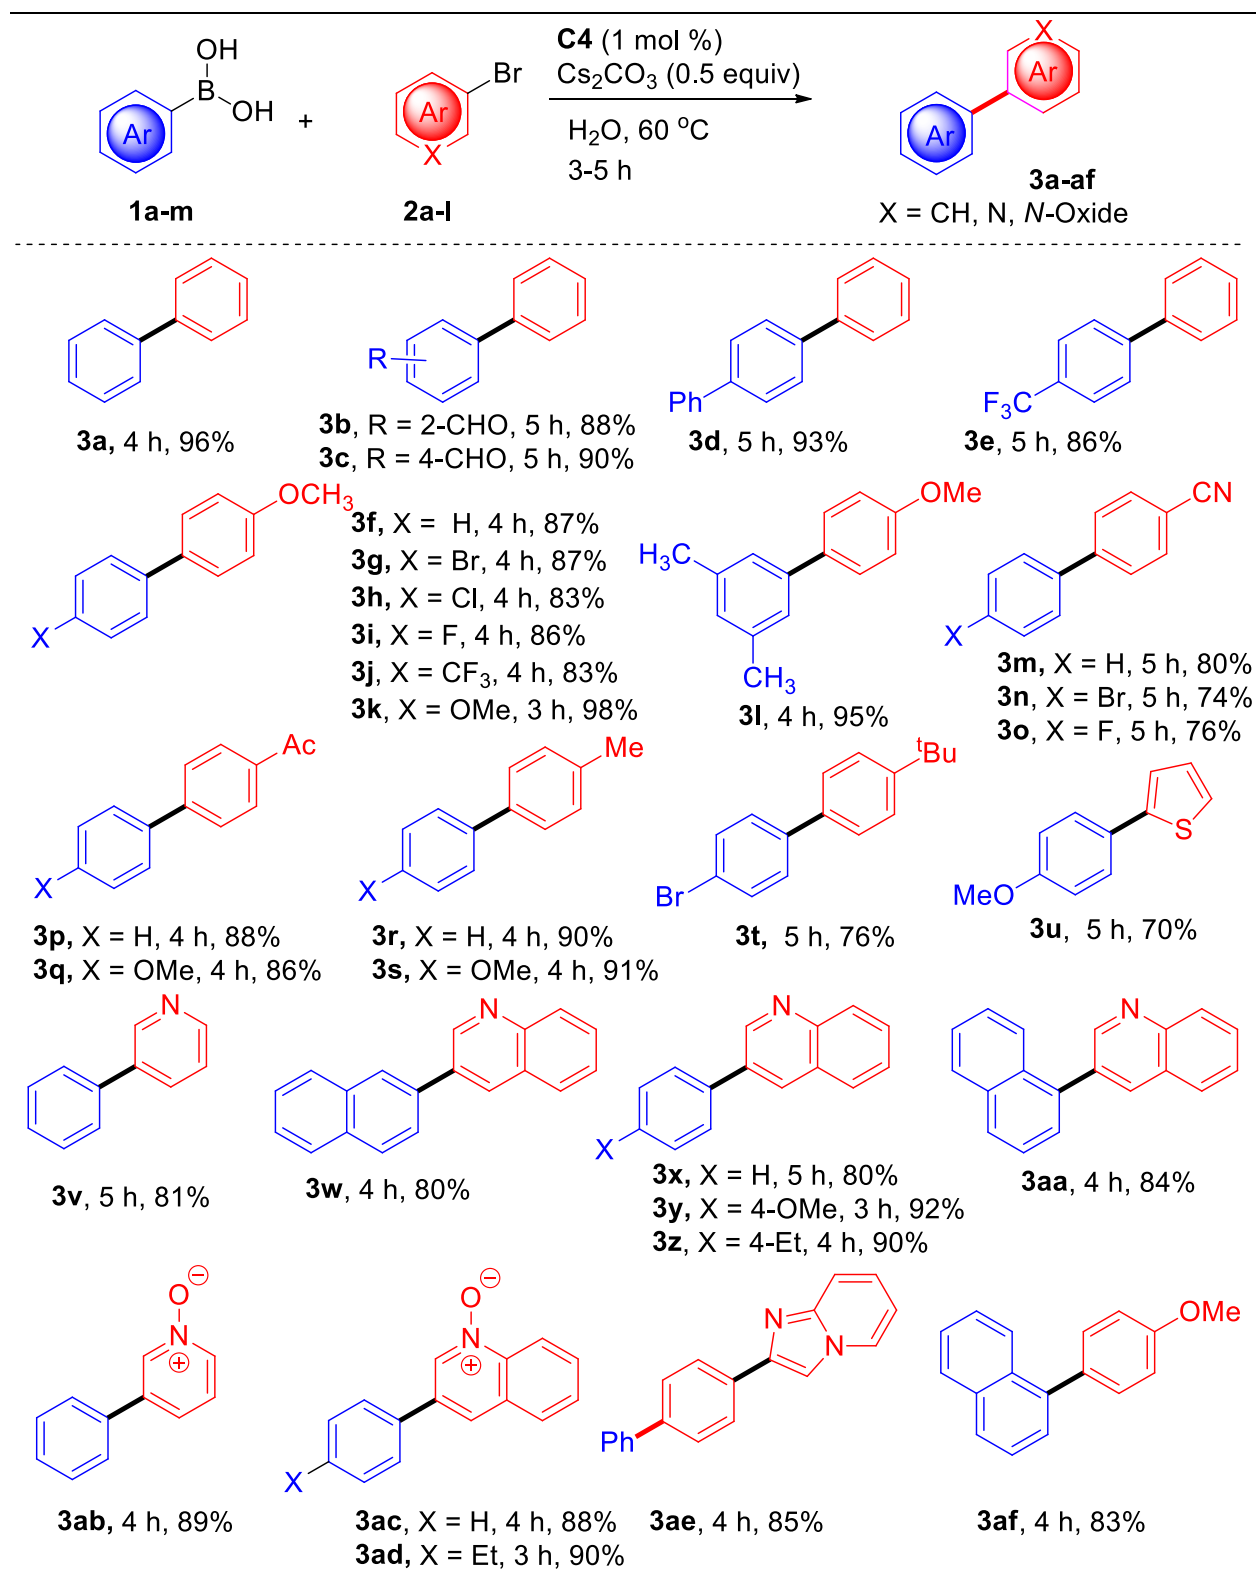 OH
B
OH
Ar
1a-m
+
Br
Ar
X
2a-l
C4 (1 mol %)
Cs2CO3 (0.5 equiv)
H2O, 60 °C
3-5 h
X
Ar
Ar
3a-af
X = CH, N, N-Oxide
3a, 4 h, 96%
R
3b, R = 2-CHO, 5 h, 88%
3c, R = 4-CHO, 5 h, 90%
Ph
3d, 5 h, 93%
F3C
3e, 5 h, 86%
OCH3
X
3f, X = H, 4 h, 87%
3g, X = Br, 4 h, 87%
3h, X = Cl, 4 h, 83%
3i, X = F, 4 h, 86%
3j, X = CF3, 4 h, 83%
3k, X = OMe, 3 h, 98%
OMe
H3C
CH3
3l, 4 h, 95%
CN
X
3m, X = H, 5 h, 80%
3n, X = Br, 5 h, 74%
3o, X = F, 5 h, 76%
Ac
X
3p, X = H, 4 h, 88%
3q, X = OMe, 4 h, 86%
Me
X
3r, X = H, 4 h, 90%
3s, X = OMe, 4 h, 91%
tBu
Br
3t, 5 h, 76%
S
MeO
3u, 5 h, 70%
N
3v, 5 h, 81%
N
3w, 4 h, 80%
N
X
3x, X = H, 5 h, 80%
3y, X = 4-OMe, 3 h, 92%
3z, X = 4-Et, 4 h, 90%
N
3aa, 4 h, 84%
O⊖
N
⊕
3ab, 4 h, 89%
O⊖
N
⊕
X
3ac, X = H, 4 h, 88%
3ad, X = Et, 3 h, 90%
N
N
Ph
3ae, 4 h, 85%
OMe
3af, 4 h, 83%